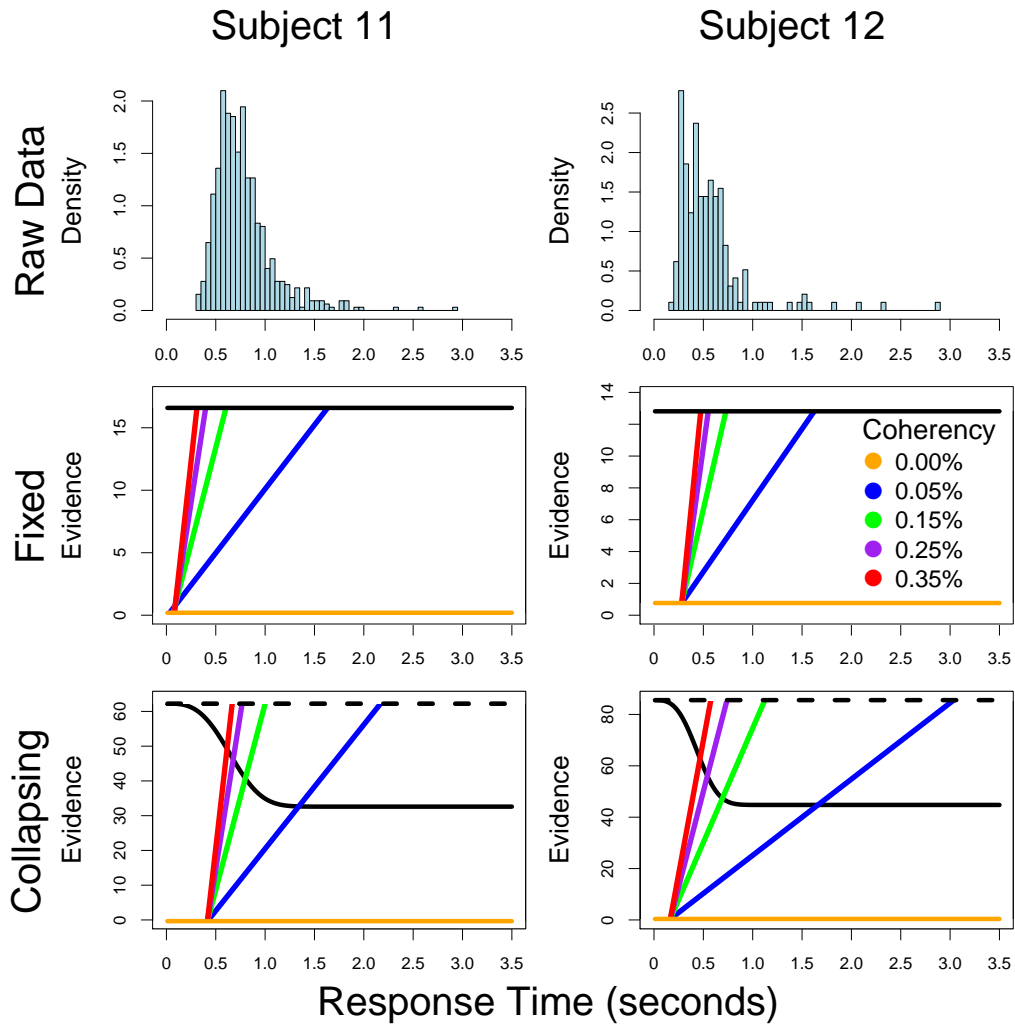 Subject 11
Subject 12
Raw Data
Density
0.0 0.5 1.0 1.5 2.0
0.0 0.5 1.0 1.5 2.0 2.5 3.0 3.5
Density
0.0 0.5 1.0 1.5 2.0 2.5
0.0 0.5 1.0 1.5 2.0 2.5 3.0 3.5
Fixed
Evidence
0 5 10 15
0 0.5 1.0 1.5 2.0 2.5 3.0 3.5
Evidence
0 2 4 6 8 10 12 14
Coherency
0.00%
0.05%
0.15%
0.25%
0.35%
0 0.5 1.0 1.5 2.0 2.5 3.0 3.5
Collapsing
Evidence
0 10 20 30 40 50 60
0 0.5 1.0 1.5 2.0 2.5 3.0 3.5
Evidence
0 20 40 60 80
0 0.5 1.0 1.5 2.0 2.5 3.0 3.5
Response Time (seconds)